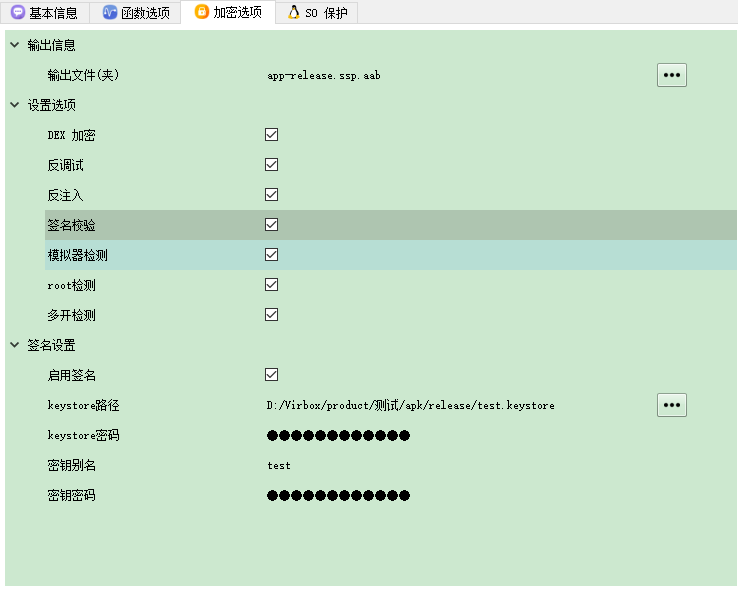 基本信息 函数选项 加密选项 SO 保护
输出信息
输出文件(夹) app-release.ssp.aab
设置选项
DEX 加密
反调试
反注入
签名校验
模拟器检测
root检测
多开检测
签名设置
启用签名
keystore路径 D:/Virbox/product/测试/apk/release/test.keystore
keystore密码 ●●●●●●●●●●●●
密钥别名 test
密钥密码 ●●●●●●●●●●●●